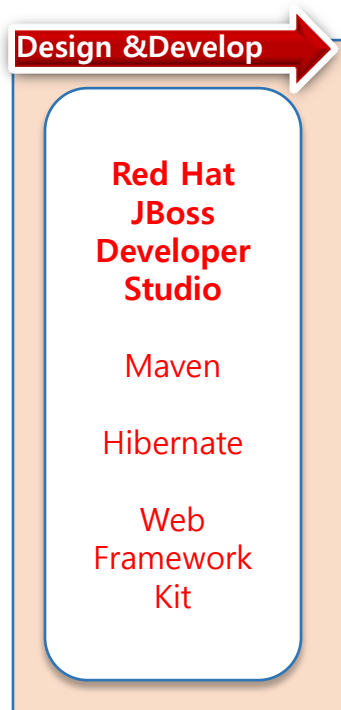 Design &Develop
Red Hat
JBoss
Developer
Studio
Maven
Hibernate
Web
Framework
Kit